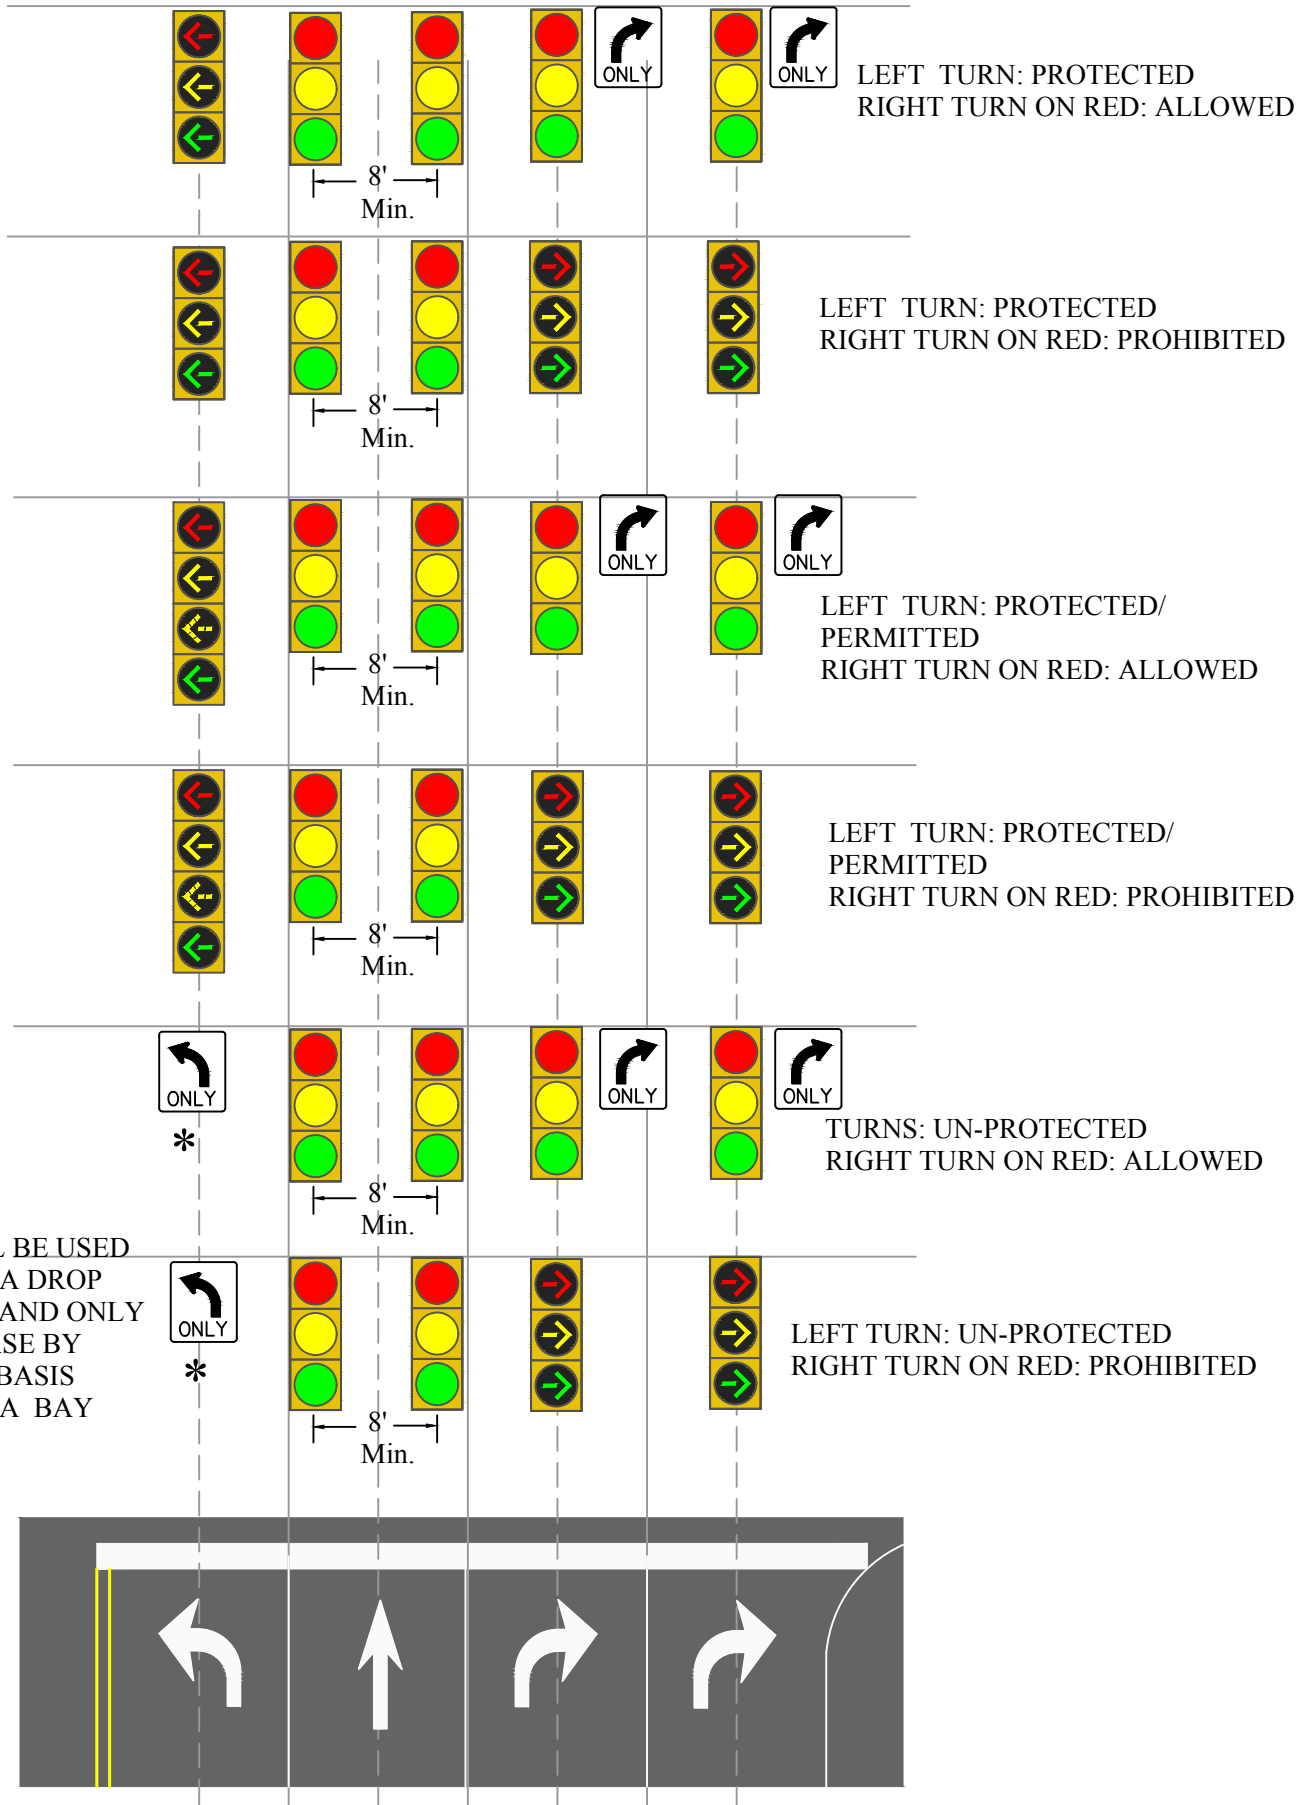 ONLY
ONLY
LEFT TURN: PROTECTED
RIGHT TURN ON RED: ALLOWED
8'
Min.
LEFT TURN: PROTECTED
RIGHT TURN ON RED: PROHIBITED
8'
Min.
ONLY
ONLY
LEFT TURN: PROTECTED/
PERMITTED
RIGHT TURN ON RED: ALLOWED
8'
Min.
LEFT TURN: PROTECTED/
PERMITTED
RIGHT TURN ON RED: PROHIBITED
8'
Min.
ONLY
*
ONLY
ONLY
TURNS: UN-PROTECTED
RIGHT TURN ON RED: ALLOWED
8'
Min.
BE USED
A DROP
AND ONLY
BY
BASIS
A BAY
ONLY
*
LEFT TURN: UN-PROTECTED
RIGHT TURN ON RED: PROHIBITED
8'
Min.